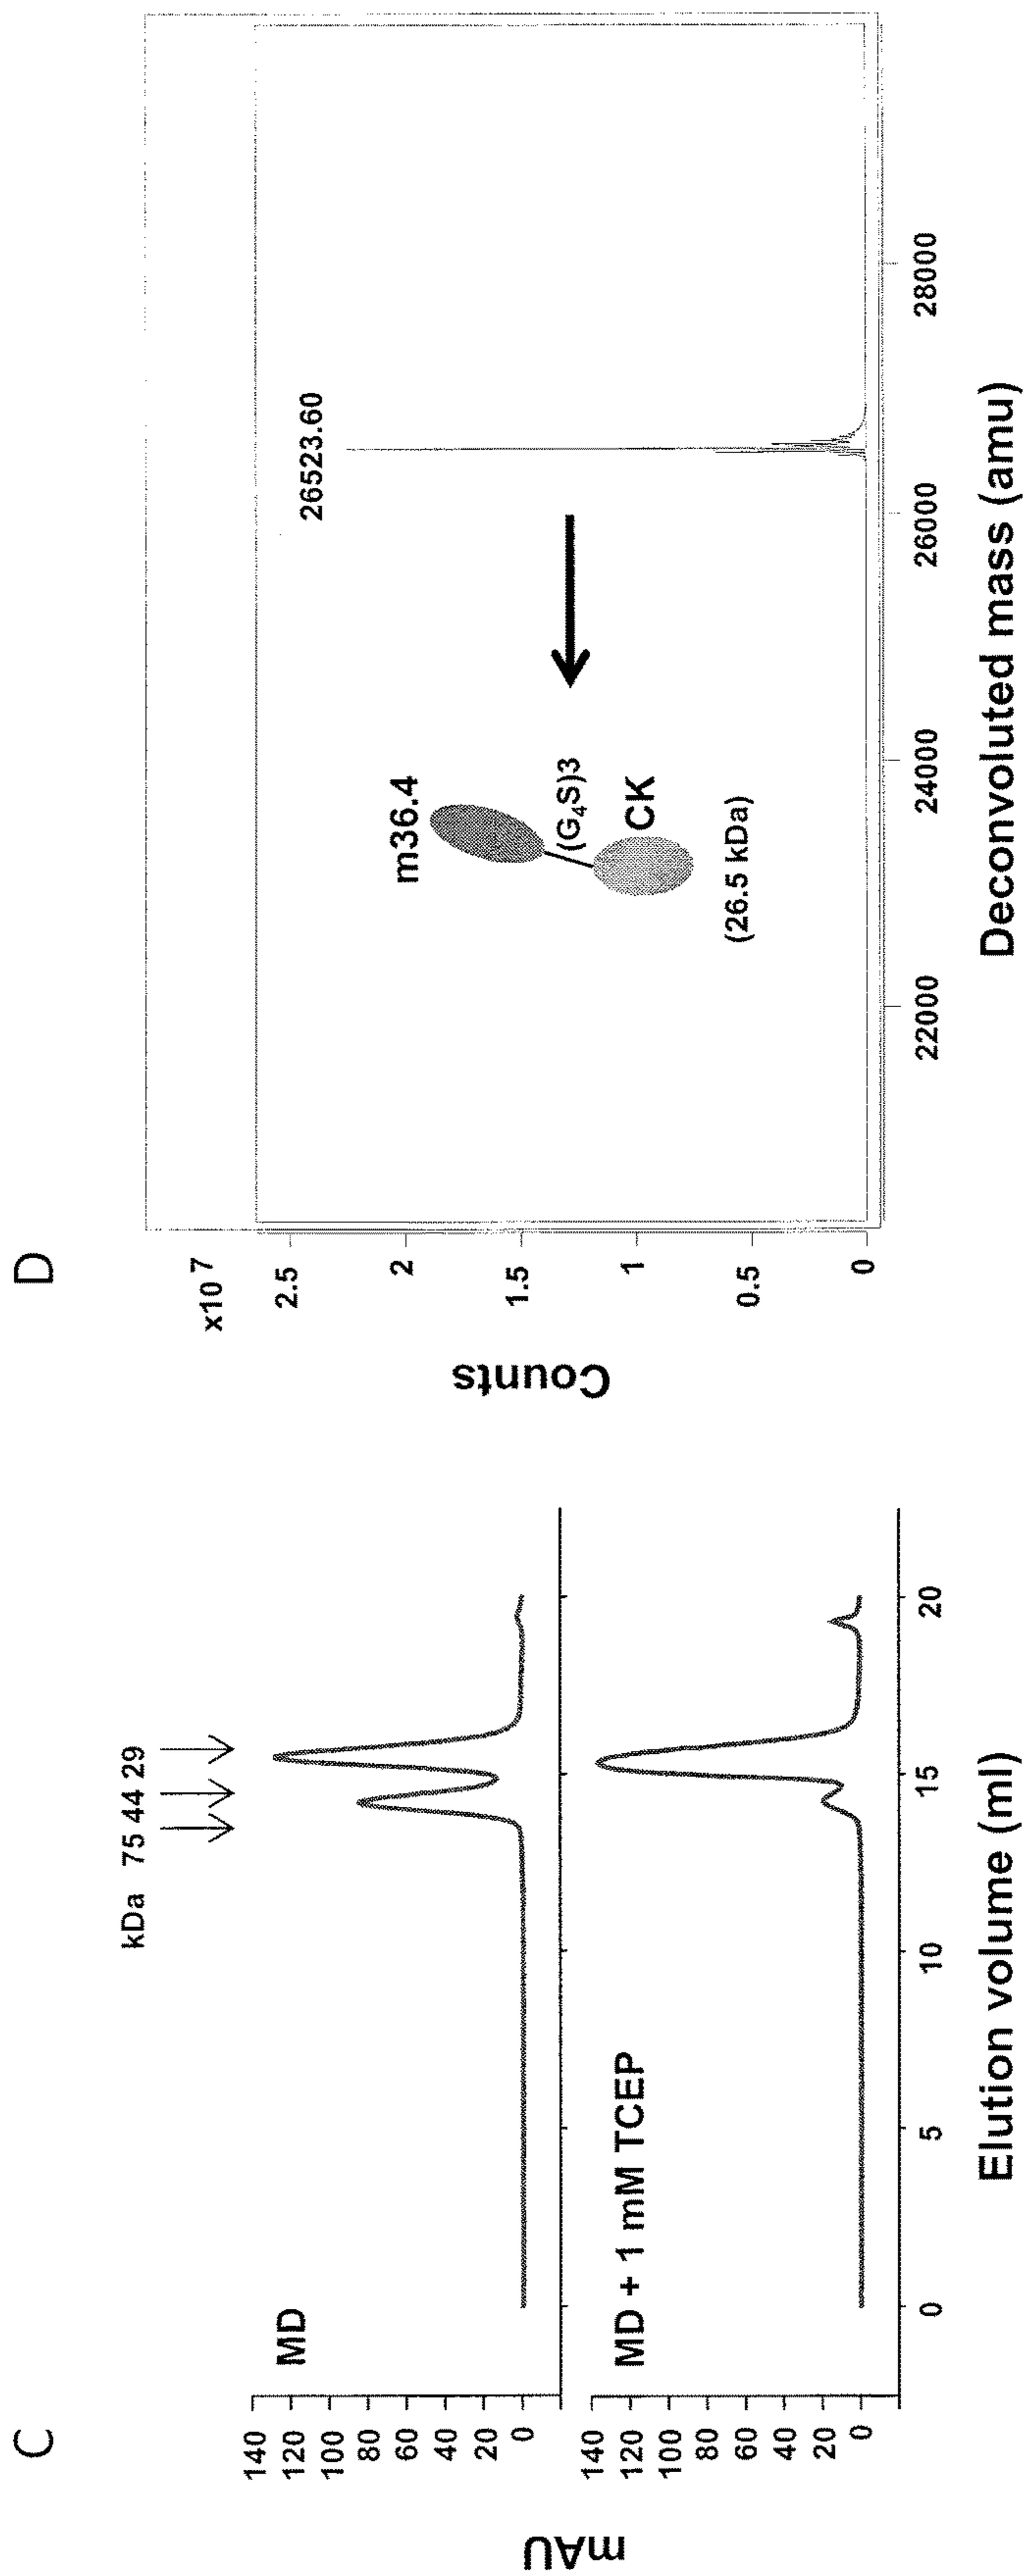 C
kDa 75 44 29
MD
140
120
100
80
60
40
20
0
MD + 1 mM TCEP
140
120
100
80
60
40
20
0
mAU
0 5 10 15 20
Elution volume (ml)
D
x10⁷
2.5
2
1.5
1
0.5
0
Counts
26523.60
m36.4
(G₄S)3
CK
(26.5 kDa)
22000 24000 26000 28000
Deconvoluted mass (amu)